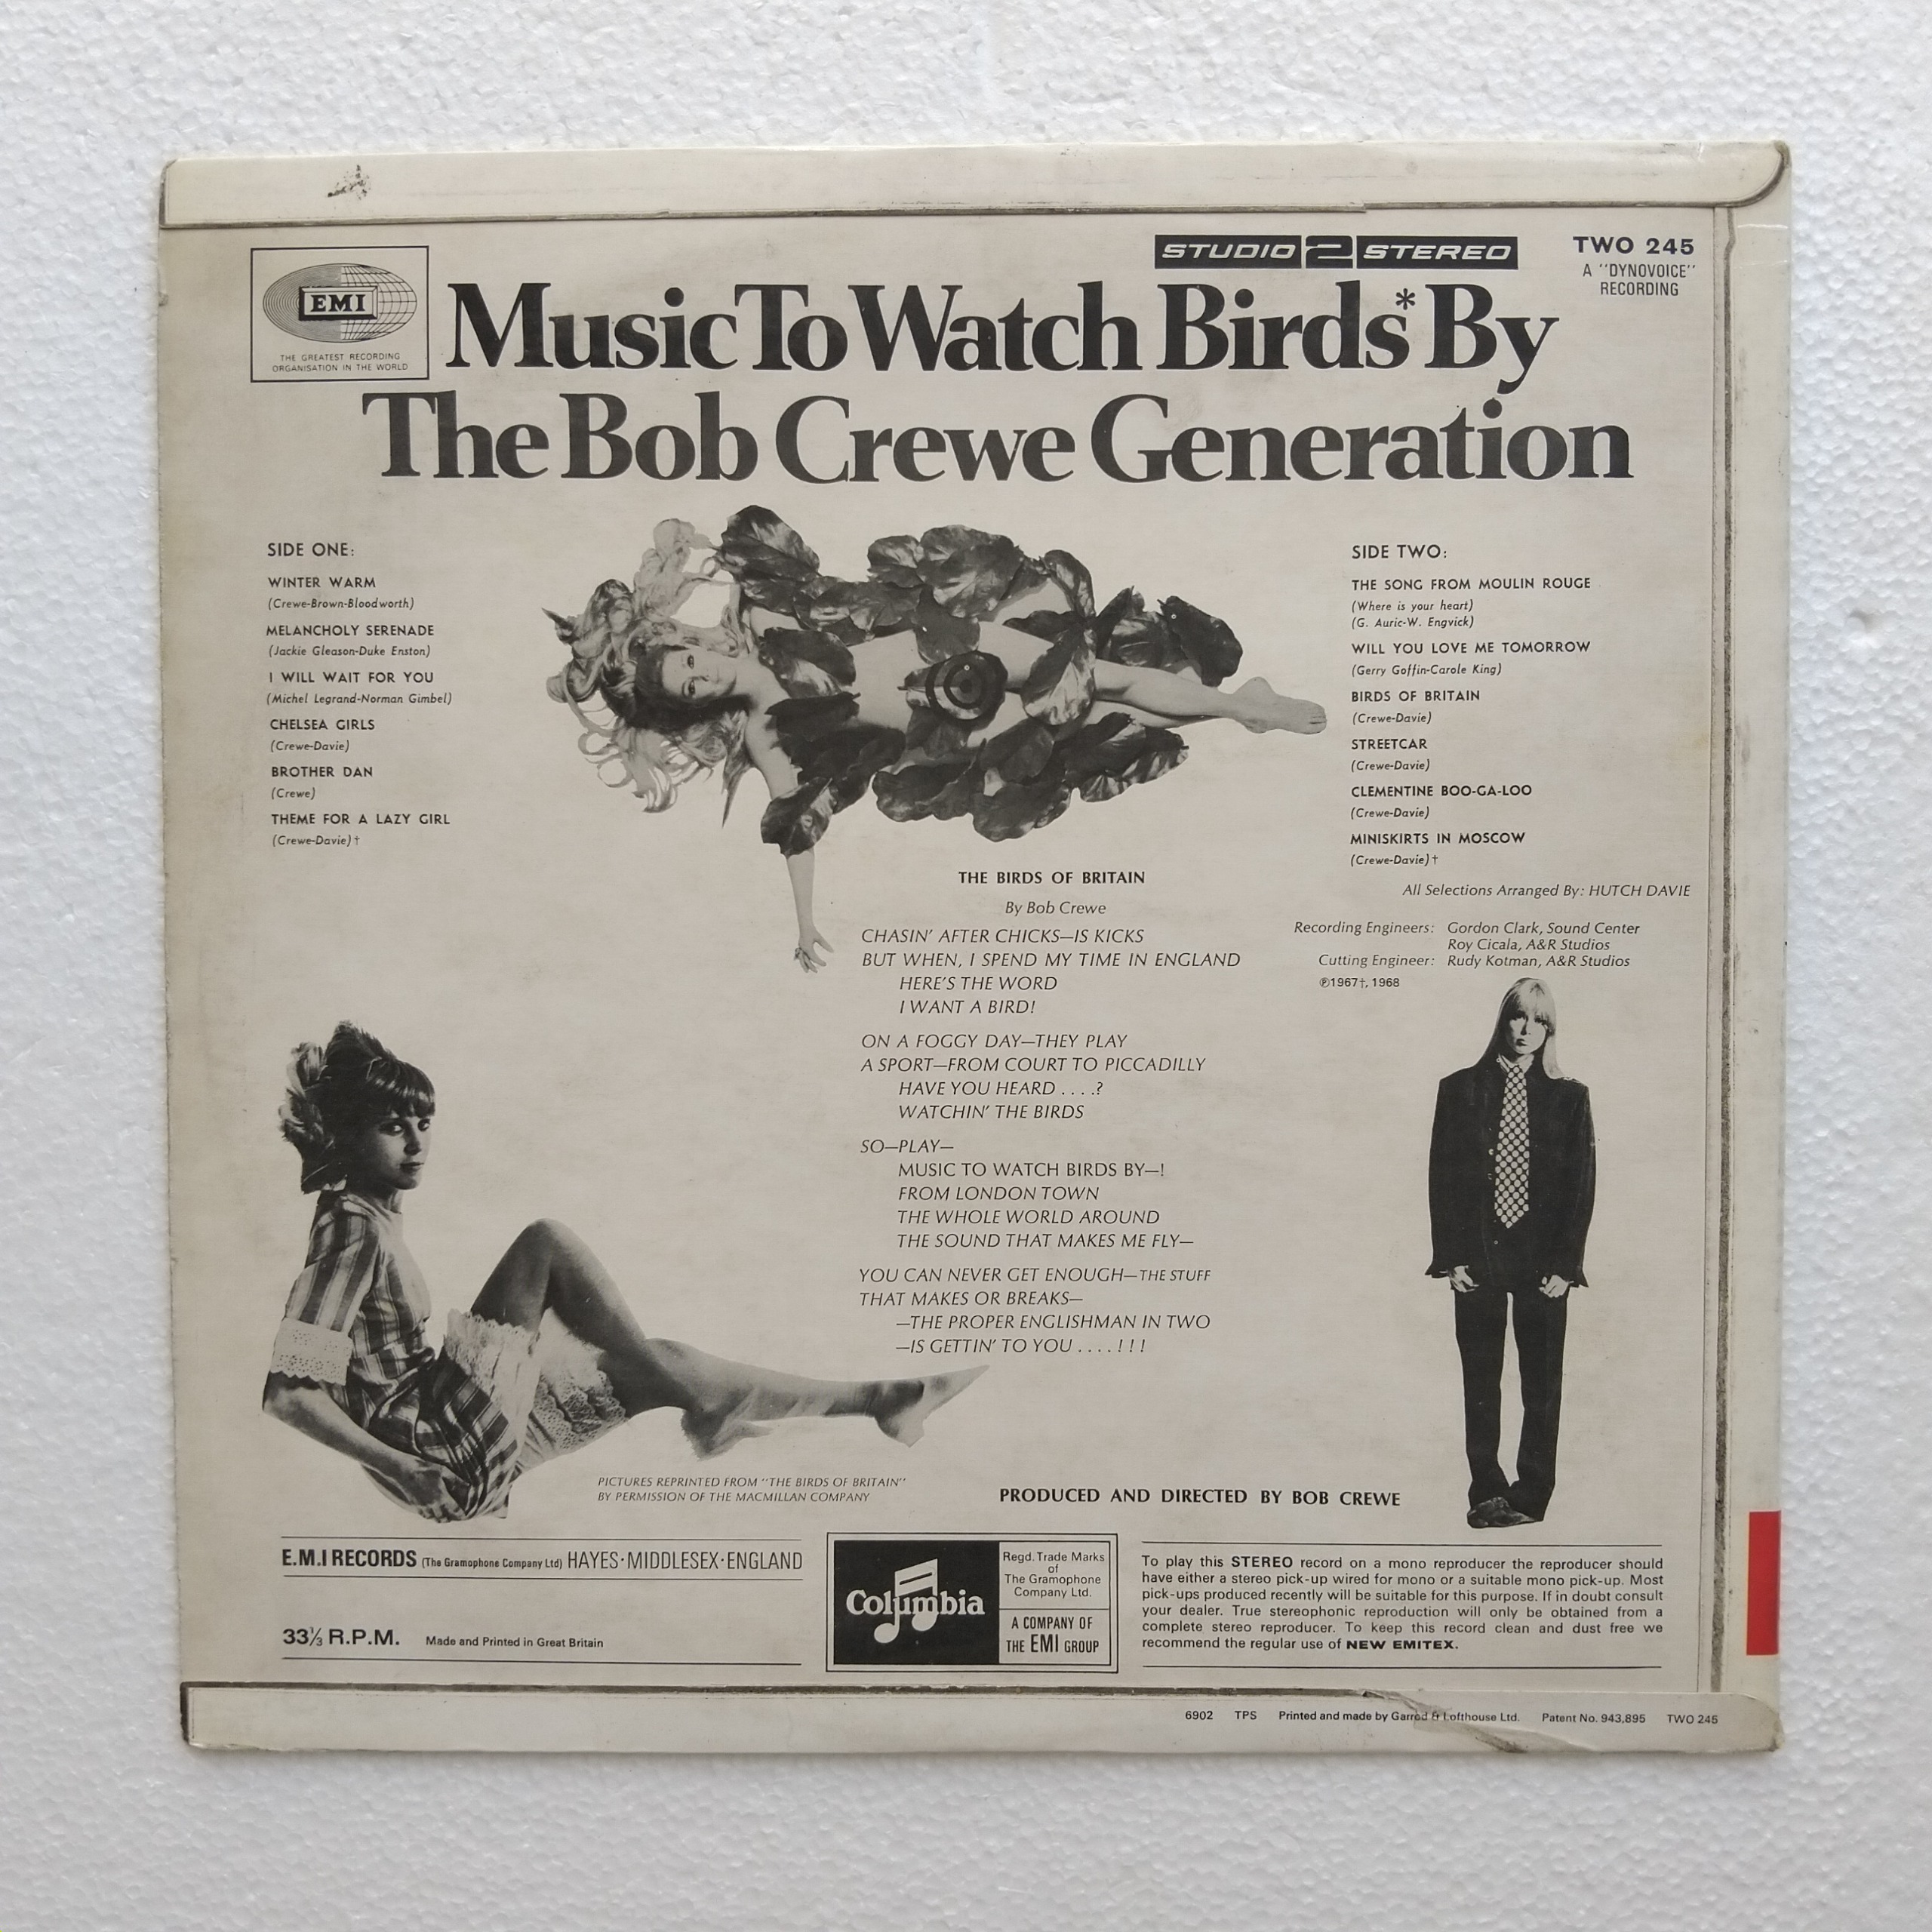 STUDIO 2 STEREO
TWO 245
A "DYNOVOICE"
RECORDING
EMI
THE GREATEST RECORDING
ORGANISATION IN THE WORLD
Music To Watch Birds* By
The Bob Crewe Generation
SIDE ONE:
WINTER WARM
(Crewe-Brown-Bloodworth)
MELANCHOLY SERENADE
(Jackie Gleason-Duke Enston)
I WILL WAIT FOR YOU
(Michel Legrand-Norman Gimbel)
CHELSEA GIRLS
(Crewe-Davie)
BROTHER DAN
(Crewe)
THEME FOR A LAZY GIRL
(Crewe-Davie)†
SIDE TWO:
THE SONG FROM MOULIN ROUGE
(Where is your heart)
(G. Auric-W. Engvick)
WILL YOU LOVE ME TOMORROW
(Gerry Goffin-Carole King)
BIRDS OF BRITAIN
(Crewe-Davie)
STREETCAR
(Crewe-Davie)
CLEMENTINE BOO-GA-LOO
(Crewe-Davie)
MINISKIRTS IN MOSCOW
(Crewe-Davie)†
All Selections Arranged By: HUTCH DAVIE
Recording Engineers: Gordon Clark, Sound Center
Roy Cicala, A&R Studios
Cutting Engineer: Rudy Kotman, A&R Studios
℗1967†, 1968
THE BIRDS OF BRITAIN
By Bob Crewe
CHASIN' AFTER CHICKS—IS KICKS
BUT WHEN, I SPEND MY TIME IN ENGLAND
HERE'S THE WORD
I WANT A BIRD!
ON A FOGGY DAY—THEY PLAY
A SPORT—FROM COURT TO PICCADILLY
HAVE YOU HEARD . . . .?
WATCHIN' THE BIRDS
SO—PLAY—
MUSIC TO WATCH BIRDS BY—!
FROM LONDON TOWN
THE WHOLE WORLD AROUND
THE SOUND THAT MAKES ME FLY—
YOU CAN NEVER GET ENOUGH—THE STUFF
THAT MAKES OR BREAKS—
—THE PROPER ENGLISHMAN IN TWO
—IS GETTIN' TO YOU . . . . ! ! !
PICTURES REPRINTED FROM "THE BIRDS OF BRITAIN"
BY PERMISSION OF THE MACMILLAN COMPANY
PRODUCED AND DIRECTED BY BOB CREWE
E.M.I RECORDS (The Gramophone Company Ltd) HAYES·MIDDLESEX·ENGLAND
33⅓ R.P.M. Made and Printed in Great Britain
Columbia
Regd. Trade Marks
of
The Gramophone
Company Ltd.
A COMPANY OF
THE EMI GROUP
To play this STEREO record on a mono reproducer the reproducer should
have either a stereo pick-up wired for mono or a suitable mono pick-up. Most
pick-ups produced recently will be suitable for this purpose. If in doubt consult
your dealer. True stereophonic reproduction will only be obtained from a
complete stereo reproducer. To keep this record clean and dust free we
recommend the regular use of NEW EMITEX.
6902 TPS Printed and made by Garrod & Lofthouse Ltd. Patent No. 943,895 TWO 245